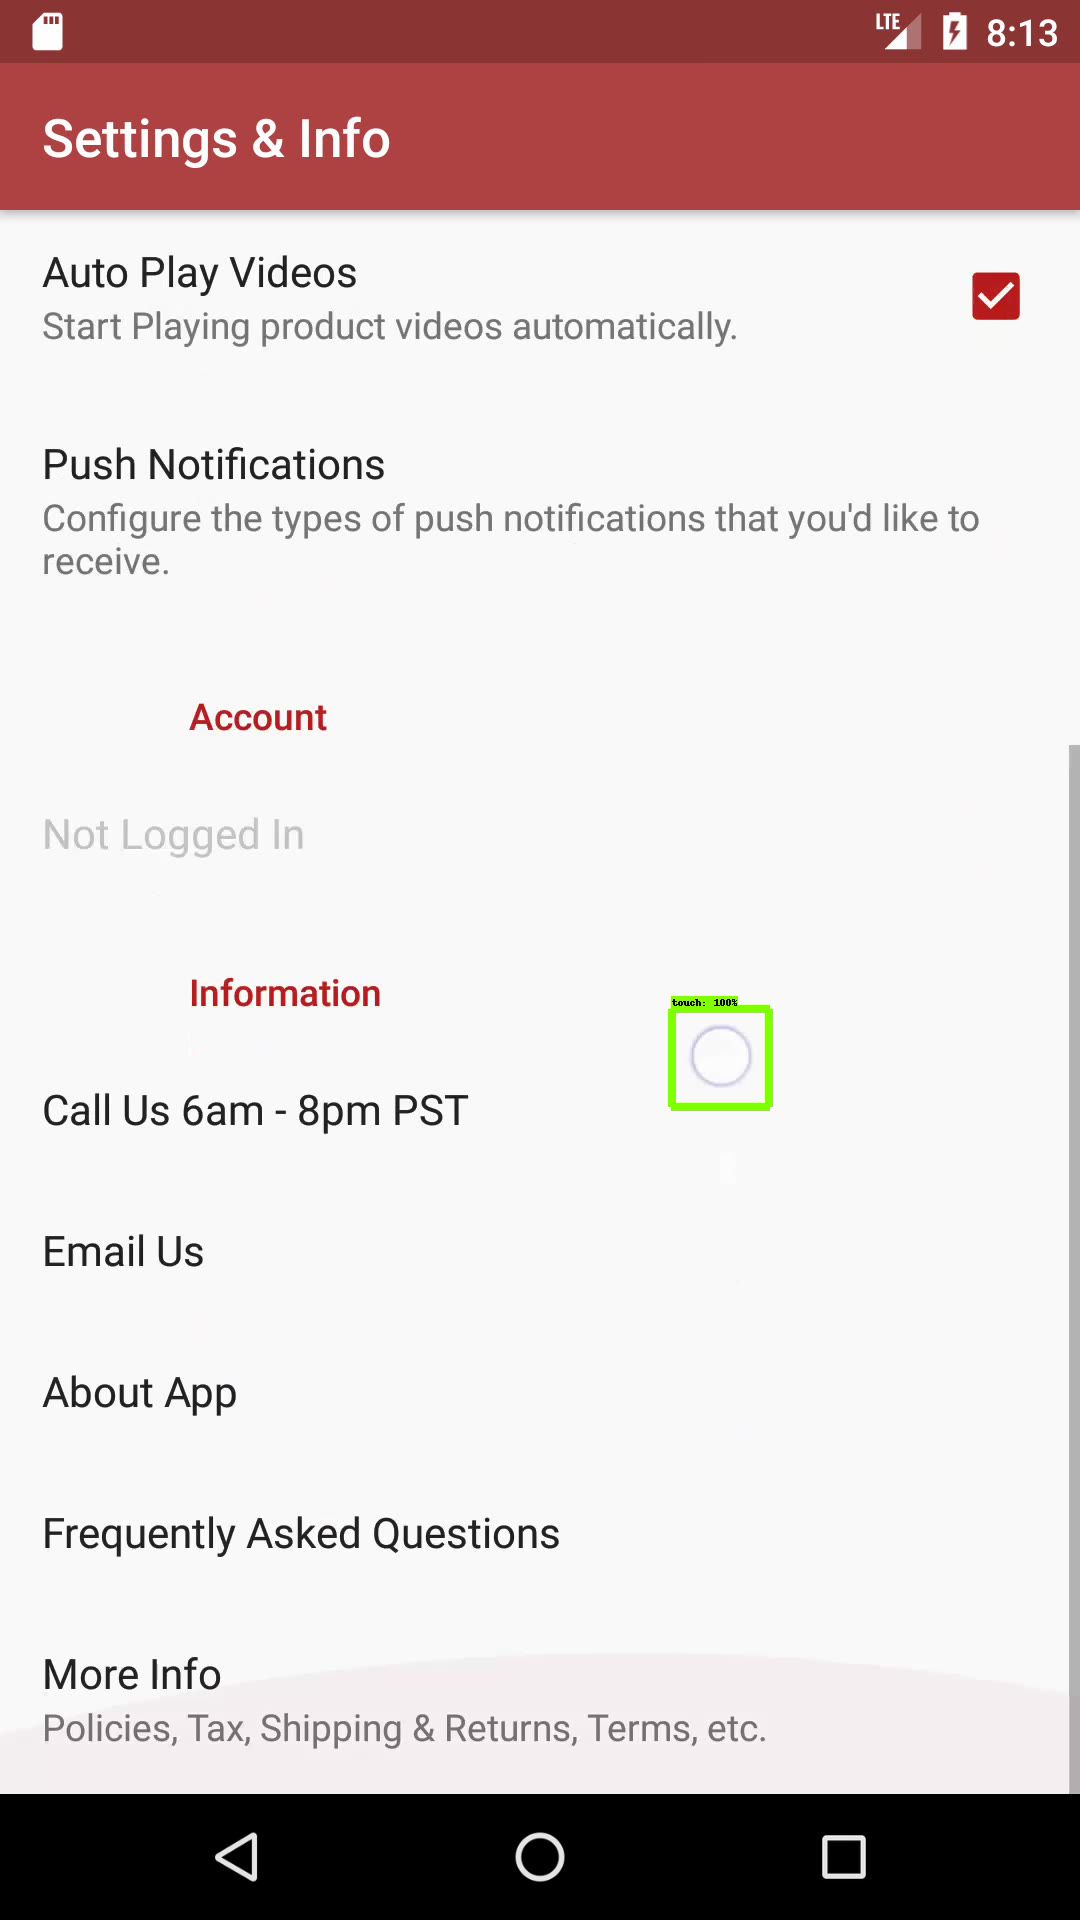 LTE 8:13
Settings & Info
Auto Play Videos
Start Playing product videos automatically.
Push Notifications
Configure the types of push notifications that you'd like to
receive.
Account
Not Logged In
Information
touch: 100%
Call Us 6am - 8pm PST
Email Us
About App
Frequently Asked Questions
More Info
Policies, Tax, Shipping & Returns, Terms, etc.